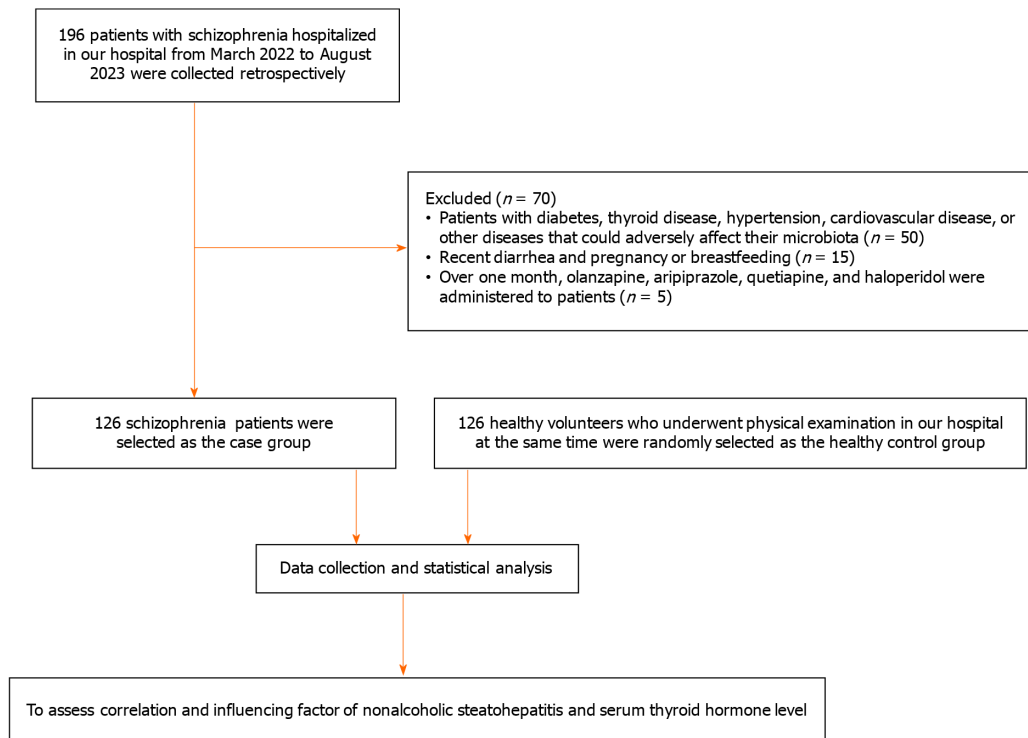 196 patients with schizophrenia hospitalized
in our hospital from March 2022 to August
2023 were collected retrospectively
Excluded (n = 70)
• Patients with diabetes, thyroid disease, hypertension, cardiovascular disease, or
other diseases that could adversely affect their microbiota (n = 50)
• Recent diarrhea and pregnancy or breastfeeding (n = 15)
• Over one month, olanzapine, aripiprazole, quetiapine, and haloperidol were
administered to patients (n = 5)
126 schizophrenia patients were
selected as the case group
126 healthy volunteers who underwent physical examination in our hospital
at the same time were randomly selected as the healthy control group
Data collection and statistical analysis
To assess correlation and influencing factor of nonalcoholic steatohepatitis and serum thyroid hormone level